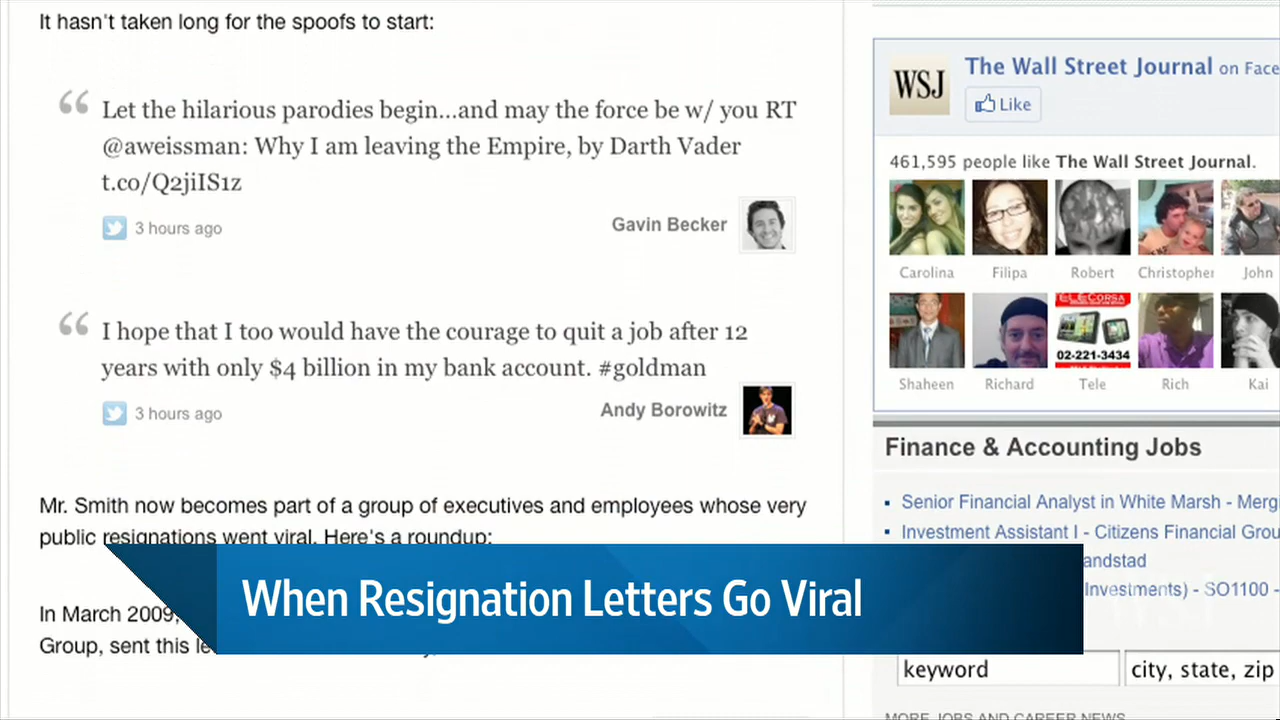 It hasn't taken long for the spoofs to start:
“ Let the hilarious parodies begin...and may the force be w/ you RT
@aweissman: Why I am leaving the Empire, by Darth Vader
t.co/Q2jiIS1z
3 hours ago
Gavin Becker
“ I hope that I too would have the courage to quit a job after 12
years with only $4 billion in my bank account. #goldman
3 hours ago
Andy Borowitz
Mr. Smith now becomes part of a group of executives and employees whose very
public resignations went viral. Here's a roundup:
In March 2009,
Group, sent this
When Resignation Letters Go Viral
WSJ
The Wall Street Journal on Face
Like
461,595 people like The Wall Street Journal.
Carolina Filipa Robert Christopher John
TELECORSA
02-221-3434
Shaheen Richard Tele Rich Kai
Finance & Accounting Jobs
Senior Financial Analyst in White Marsh - Merg
Investment Assistant I - Citizens Financial Grou
andstad
Investments) - SO1100 -
keyword
city, state, zip
MORE JOBS AND CAREER NEWS